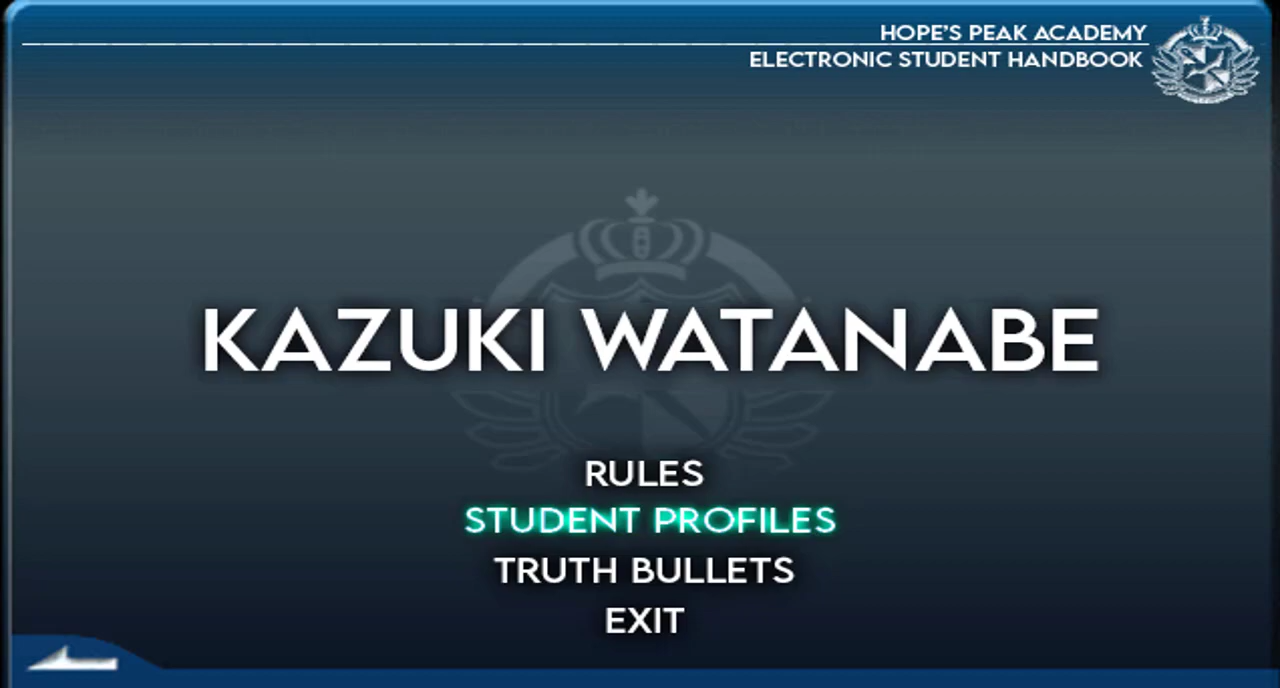 HOPE'S PEAK ACADEMY
ELECTRONIC STUDENT HANDBOOK
KAZUKI WATANABE
RULES
STUDENT PROFILES
TRUTH BULLETS
EXIT